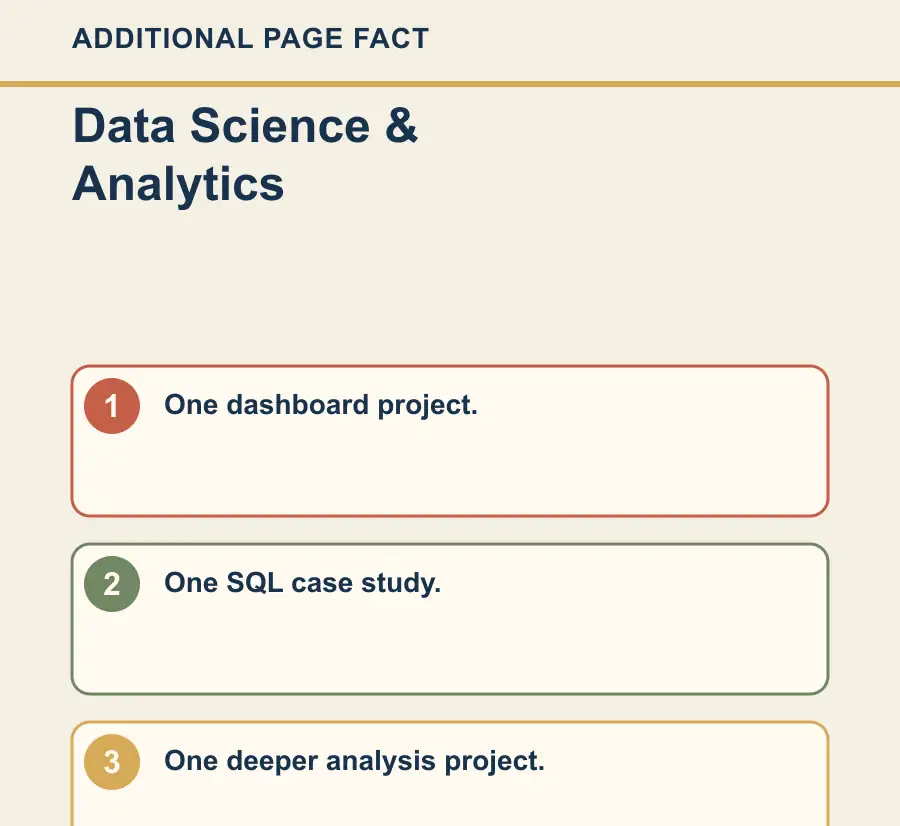 ADDITIONAL PAGE FACT
Data Science &
Analytics
1
One dashboard project.
2
One SQL case study.
3
One deeper analysis project.